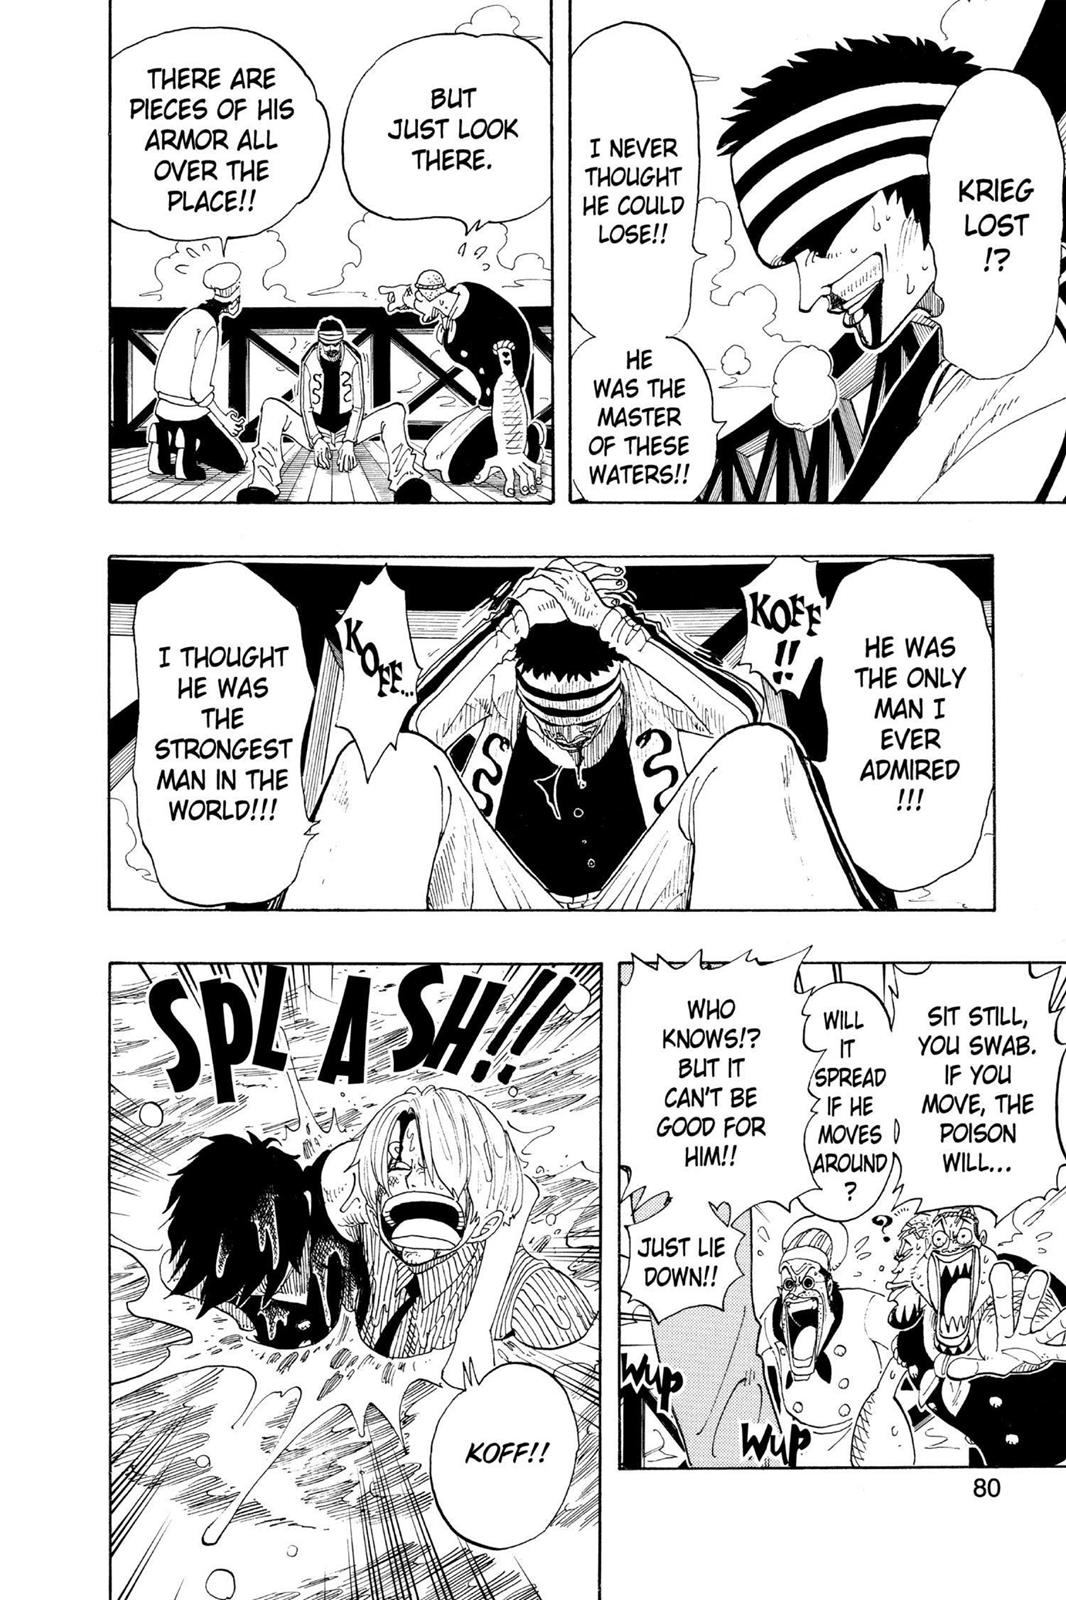 KRIEG
LOST
!?
I NEVER
THOUGHT
HE COULD
LOSE!!
HE
WAS THE
MASTER
OF THESE
WATERS!!
BUT
JUST LOOK
THERE.
THERE ARE
PIECES OF HIS
ARMOR ALL
OVER THE
PLACE!!
HE WAS
THE ONLY
MAN I
EVER
ADMIRED
!!!
KOFF
!!
KOFF...
I THOUGHT
HE WAS
THE
STRONGEST
MAN IN THE
WORLD!!!
SIT STILL,
YOU SWAB.
IF YOU
MOVE, THE
POISON
WILL...
WILL
IT
SPREAD
IF HE
MOVES
AROUND
?
?
WHO
KNOWS!?
BUT IT
CAN'T BE
GOOD FOR
HIM!!
JUST LIE
DOWN!!
WUP
WUP
SPLASH!!
KOFF!!
80